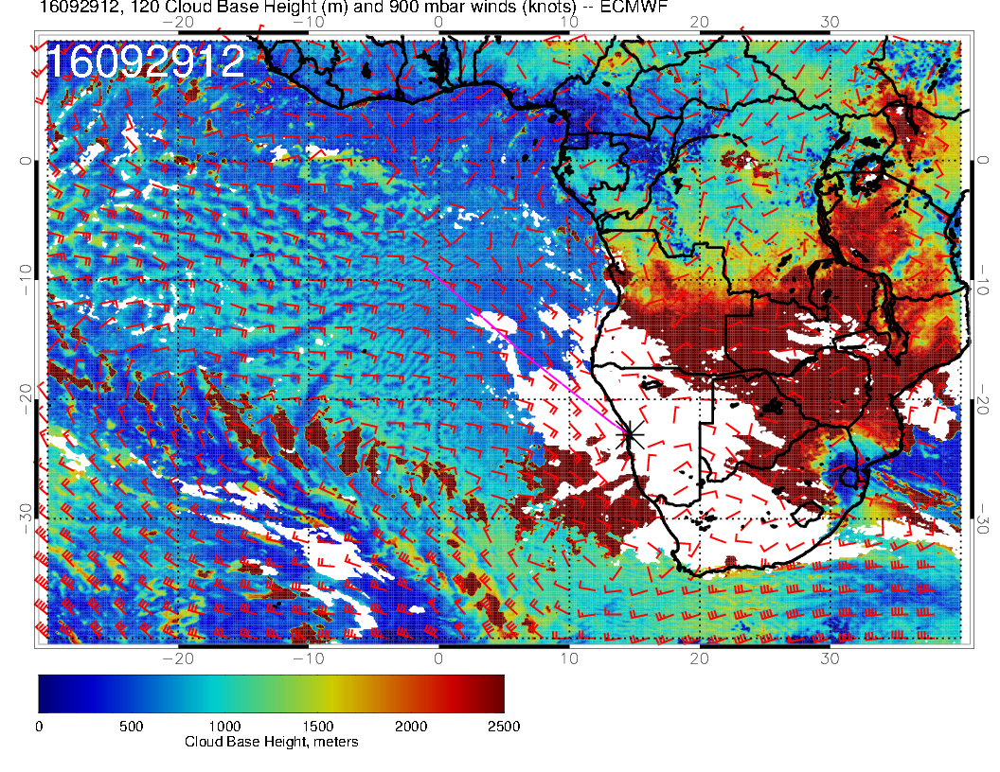 16092912, 120 Cloud Base Height (m) and 900 mbar winds (knots) -- ECMWF
−20 −10 0 10 20 30
16092912
0 0
−10 −10
−20 −20
−30 −30
−20 −10 0 10 20 30
0 500 1000 1500 2000 2500
Cloud Base Height, meters